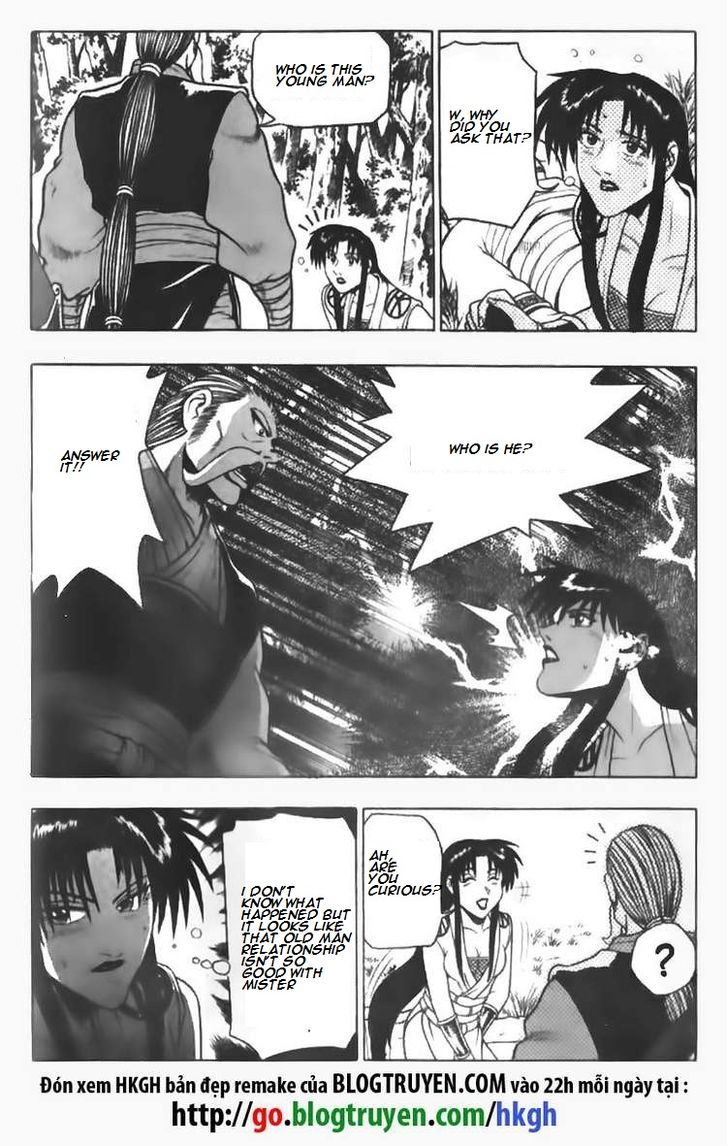 WHO IS THIS
YOUNG MAN?
W, WHY
DID YOU
ASK THAT?
ANSWER
IT!!
WHO IS HE?
I DON'T
KNOW WHAT
HAPPENED BUT
IT LOOKS LIKE
THAT OLD MAN
RELATIONSHIP
ISN'T SO
GOOD WITH
MISTER
AH,
ARE
YOU
CURIOUS?
?
Đón xem HKGH bản đẹp remake của BLOGTRUYEN.COM vào 22h mỗi ngày tại :
http://go.blogtruyen.com/hkgh